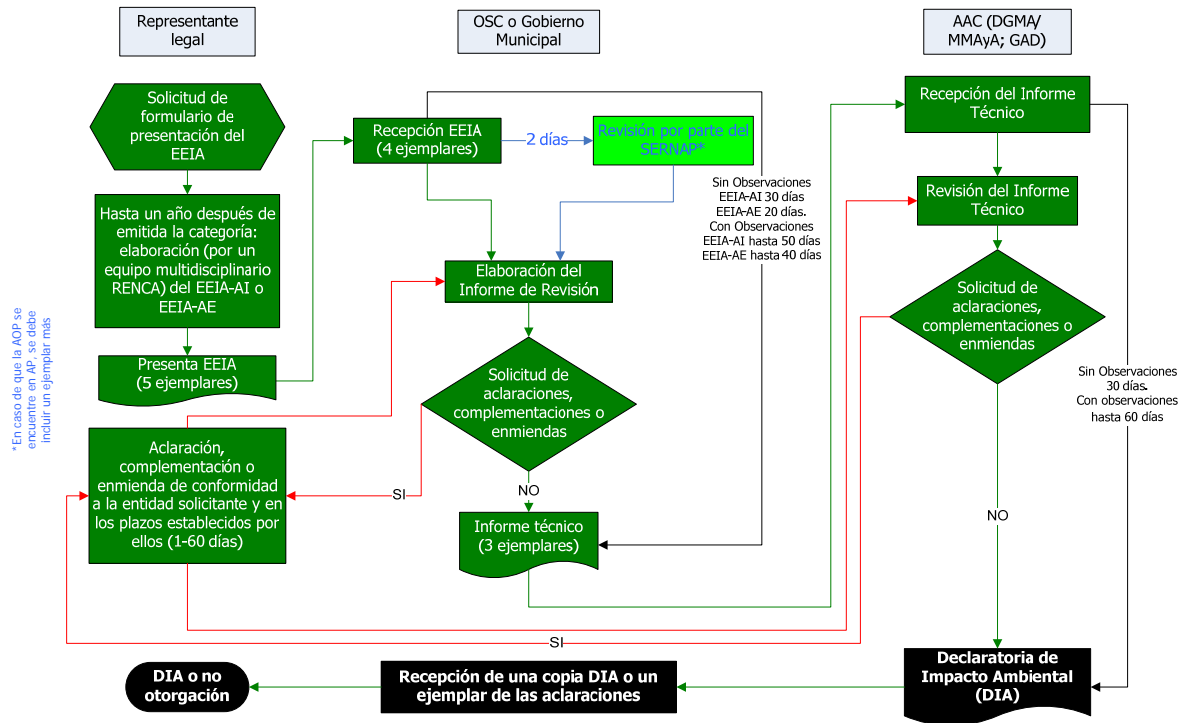 Representante
legal
OSC o Gobierno
Municipal
AAC (DGMA/
MMAyA; GAD)
Solicitud de
formulario de
presentación del
EEIA
Recepción EEIA
(4 ejemplares)
2 días
Revisión por parte del
SERNAP*
Recepción del Informe
Técnico
Sin Observaciones
EEIA-AI 30 días
EEIA-AE 20 días.
Con Observaciones
EEIA-AI hasta 50 días
EEIA-AE hasta 40 días
Revisión del Informe
Técnico
Hasta un año después de
emitida la categoría:
elaboración (por un
equipo multidisciplinario
RENCA) del EEIA-AI o
EEIA-AE
Elaboración del
Informe de Revisión
Solicitud de
aclaraciones,
complementaciones o
enmiendas
Presenta EEIA
(5 ejemplares)
*En caso de que la AOP se
encuentre en AP, se debe
incluir un ejemplar más
Solicitud de
aclaraciones,
complementaciones o
enmiendas
Sin Observaciones
30 días.
Con observaciones
hasta 60 días
Aclaración,
complementación o
enmienda de conformidad
a la entidad solicitante y en
los plazos establecidos por
ellos (1-60 días)
SI
NO
Informe técnico
(3 ejemplares)
NO
SI
DIA o no
otorgación
Recepción de una copia DIA o un
ejemplar de las aclaraciones
Declaratoria de
Impacto Ambiental
(DIA)